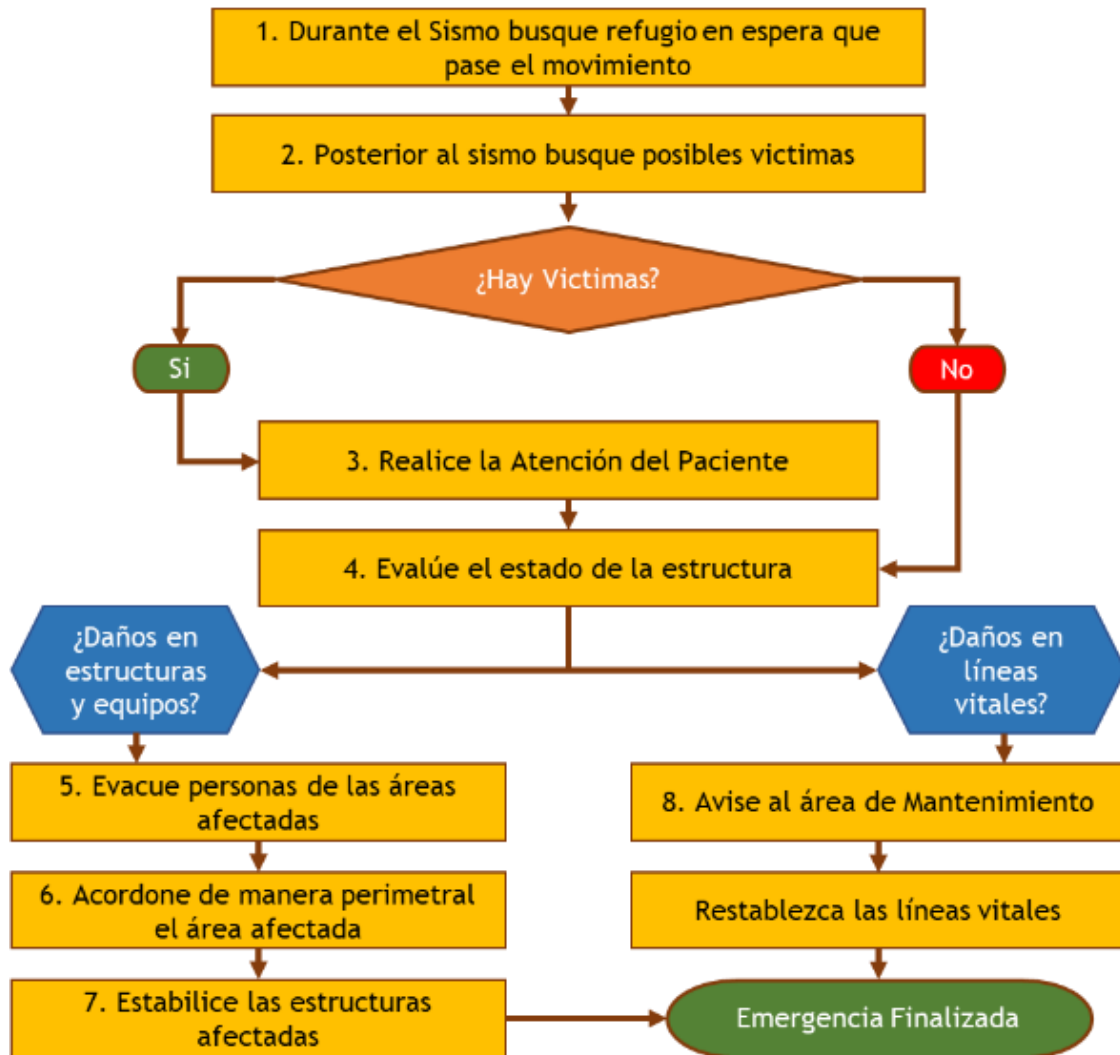 1. Durante el Sismo busque refugio en espera que
pase el movimiento
2. Posterior al sismo busque posibles victimas
¿Hay Victimas?
Si
No
3. Realice la Atención del Paciente
4. Evalúe el estado de la estructura
¿Daños en
estructuras
y equipos?
¿Daños en
líneas
vitales?
5. Evacue personas de las áreas
afectadas
8. Avise al área de Mantenimiento
6. Acordone de manera perimetral
el área afectada
Restablezca las líneas vitales
7. Estabilice las estructuras
afectadas
Emergencia Finalizada